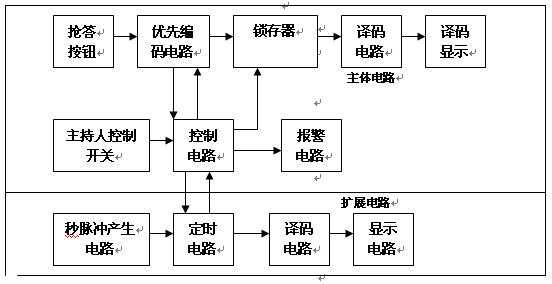 抢答
按钮
优先编
码电路
锁存器
译码
电路
译码
显示
主体电路
主持人控制
开关
控制
电路
报警
电路
扩展电路
秒脉冲产生
电路
定时
电路
译码
电路
显示
电路